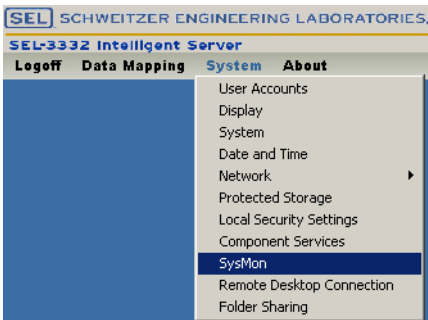 SEL SCHWEITZER ENGINEERING LABORATORIES,
SEL-3332 Intelligent Server
Logoff Data Mapping System About
User Accounts
Display
System
Date and Time
Network
Protected Storage
Local Security Settings
Component Services
SysMon
Remote Desktop Connection
Folder Sharing